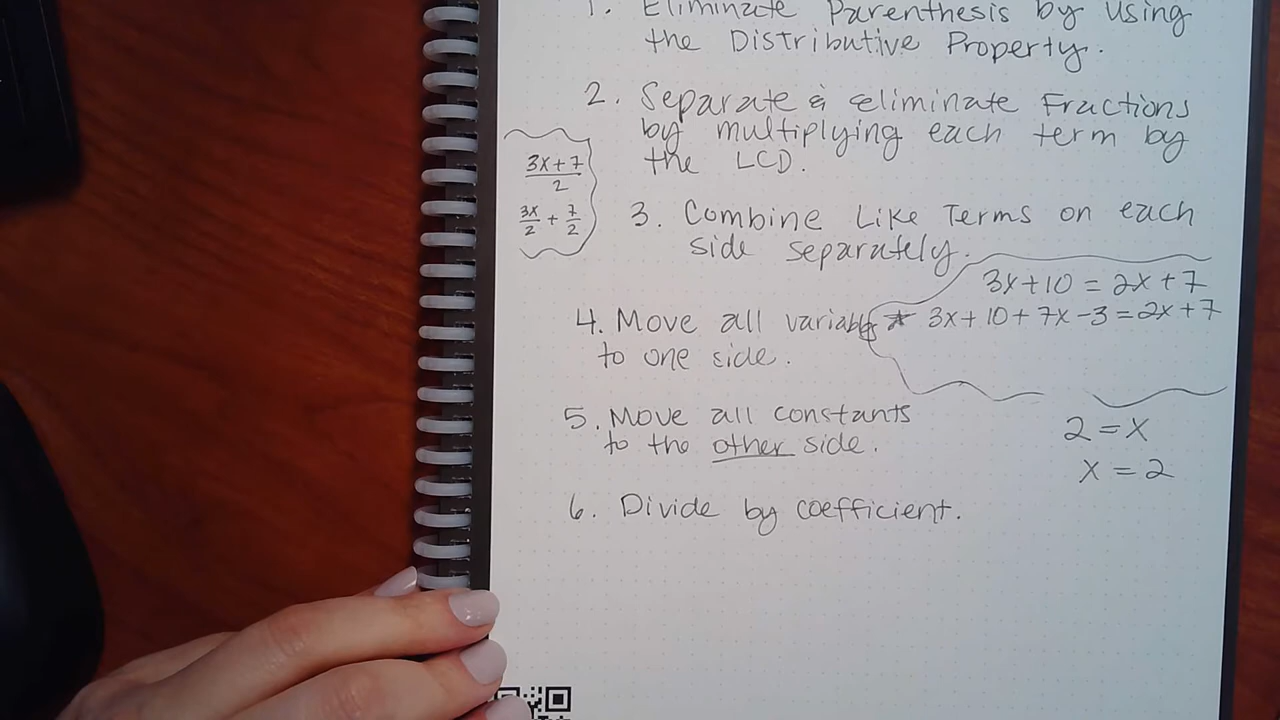 1. Eliminate Parenthesis by using
the Distributive Property.
2. Separate & eliminate Fractions
by multiplying each term by
the LCD.
3x+7
2
3x/2 + 7/2
3. Combine Like Terms on each
side separately.
3x+10 = 2x+7
4. Move all variables
3x+10+7x-3=2x+7
to one side.
5. Move all constants
to the other side.
2 = x
x = 2
6. Divide by coefficient.